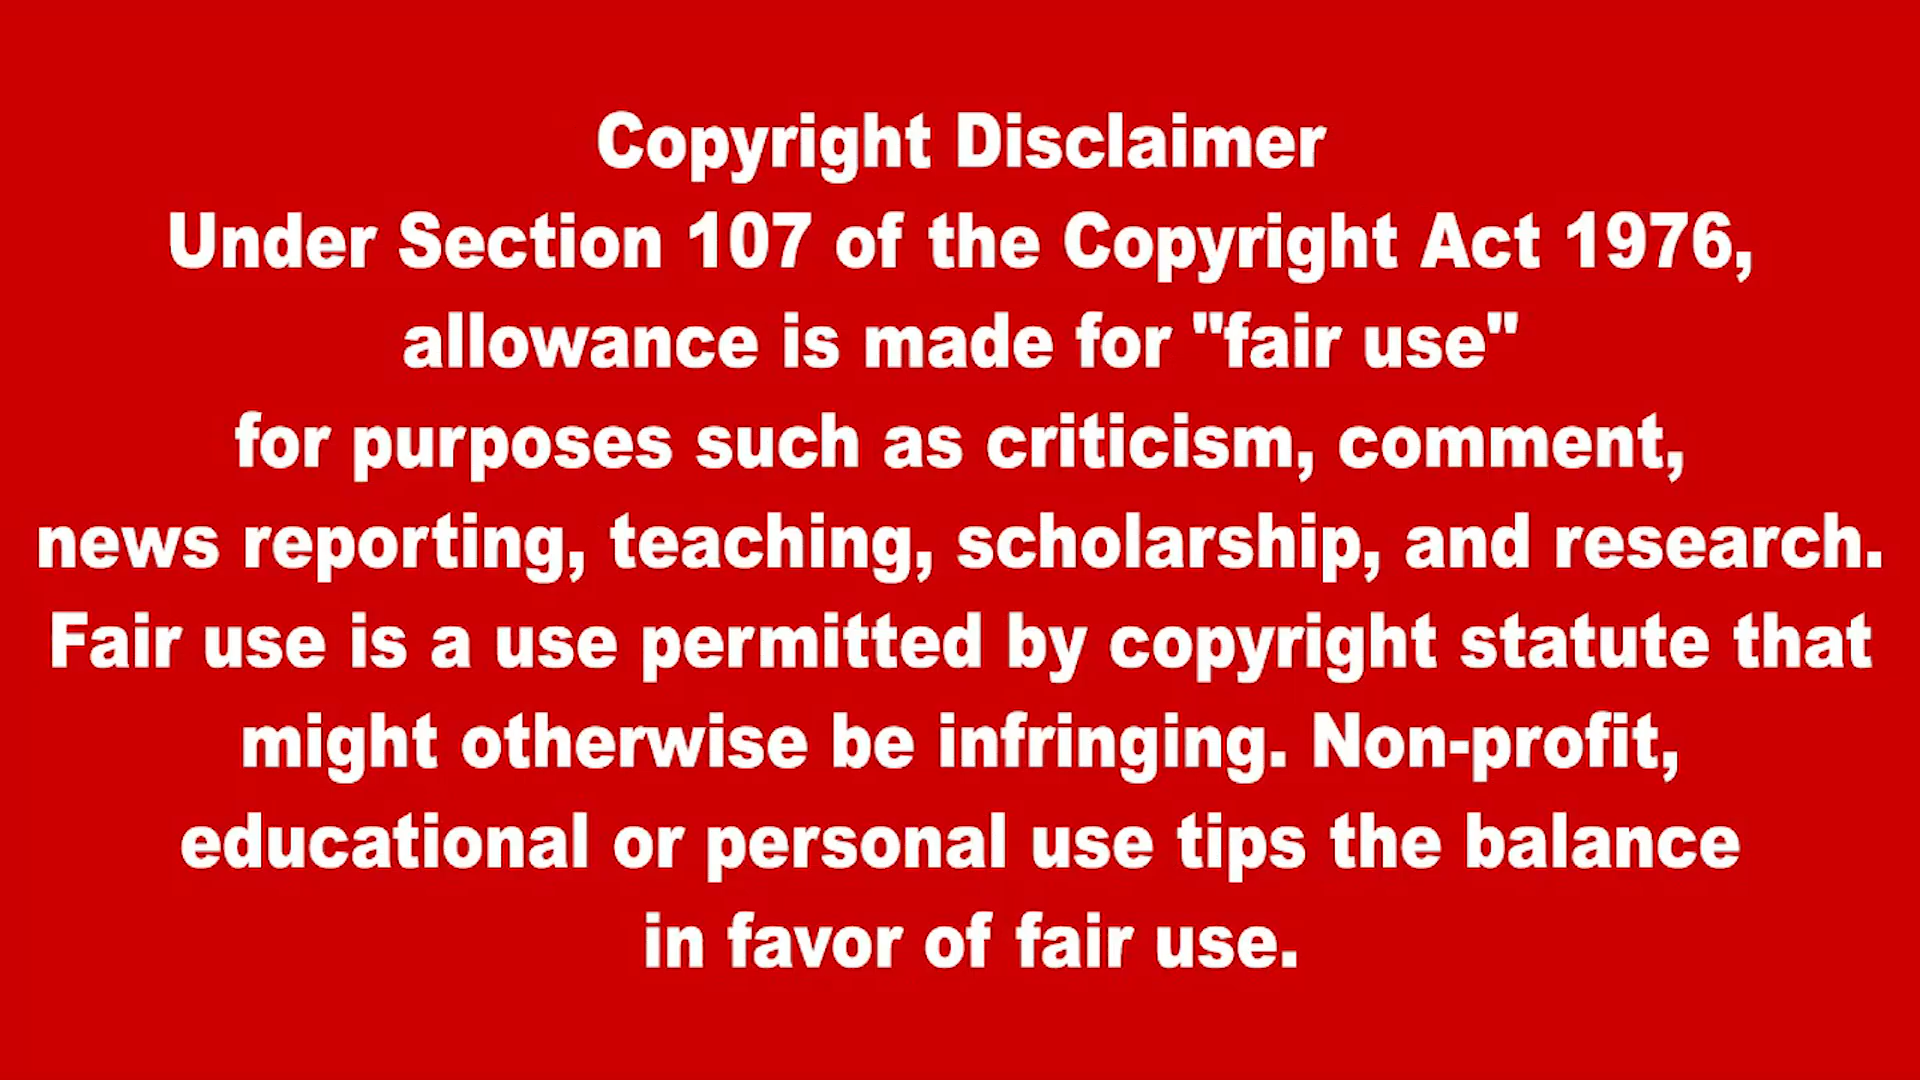 Copyright Disclaimer
Under Section 107 of the Copyright Act 1976,
allowance is made for "fair use"
for purposes such as criticism, comment,
news reporting, teaching, scholarship, and research.
Fair use is a use permitted by copyright statute that
might otherwise be infringing. Non-profit,
educational or personal use tips the balance
in favor of fair use.